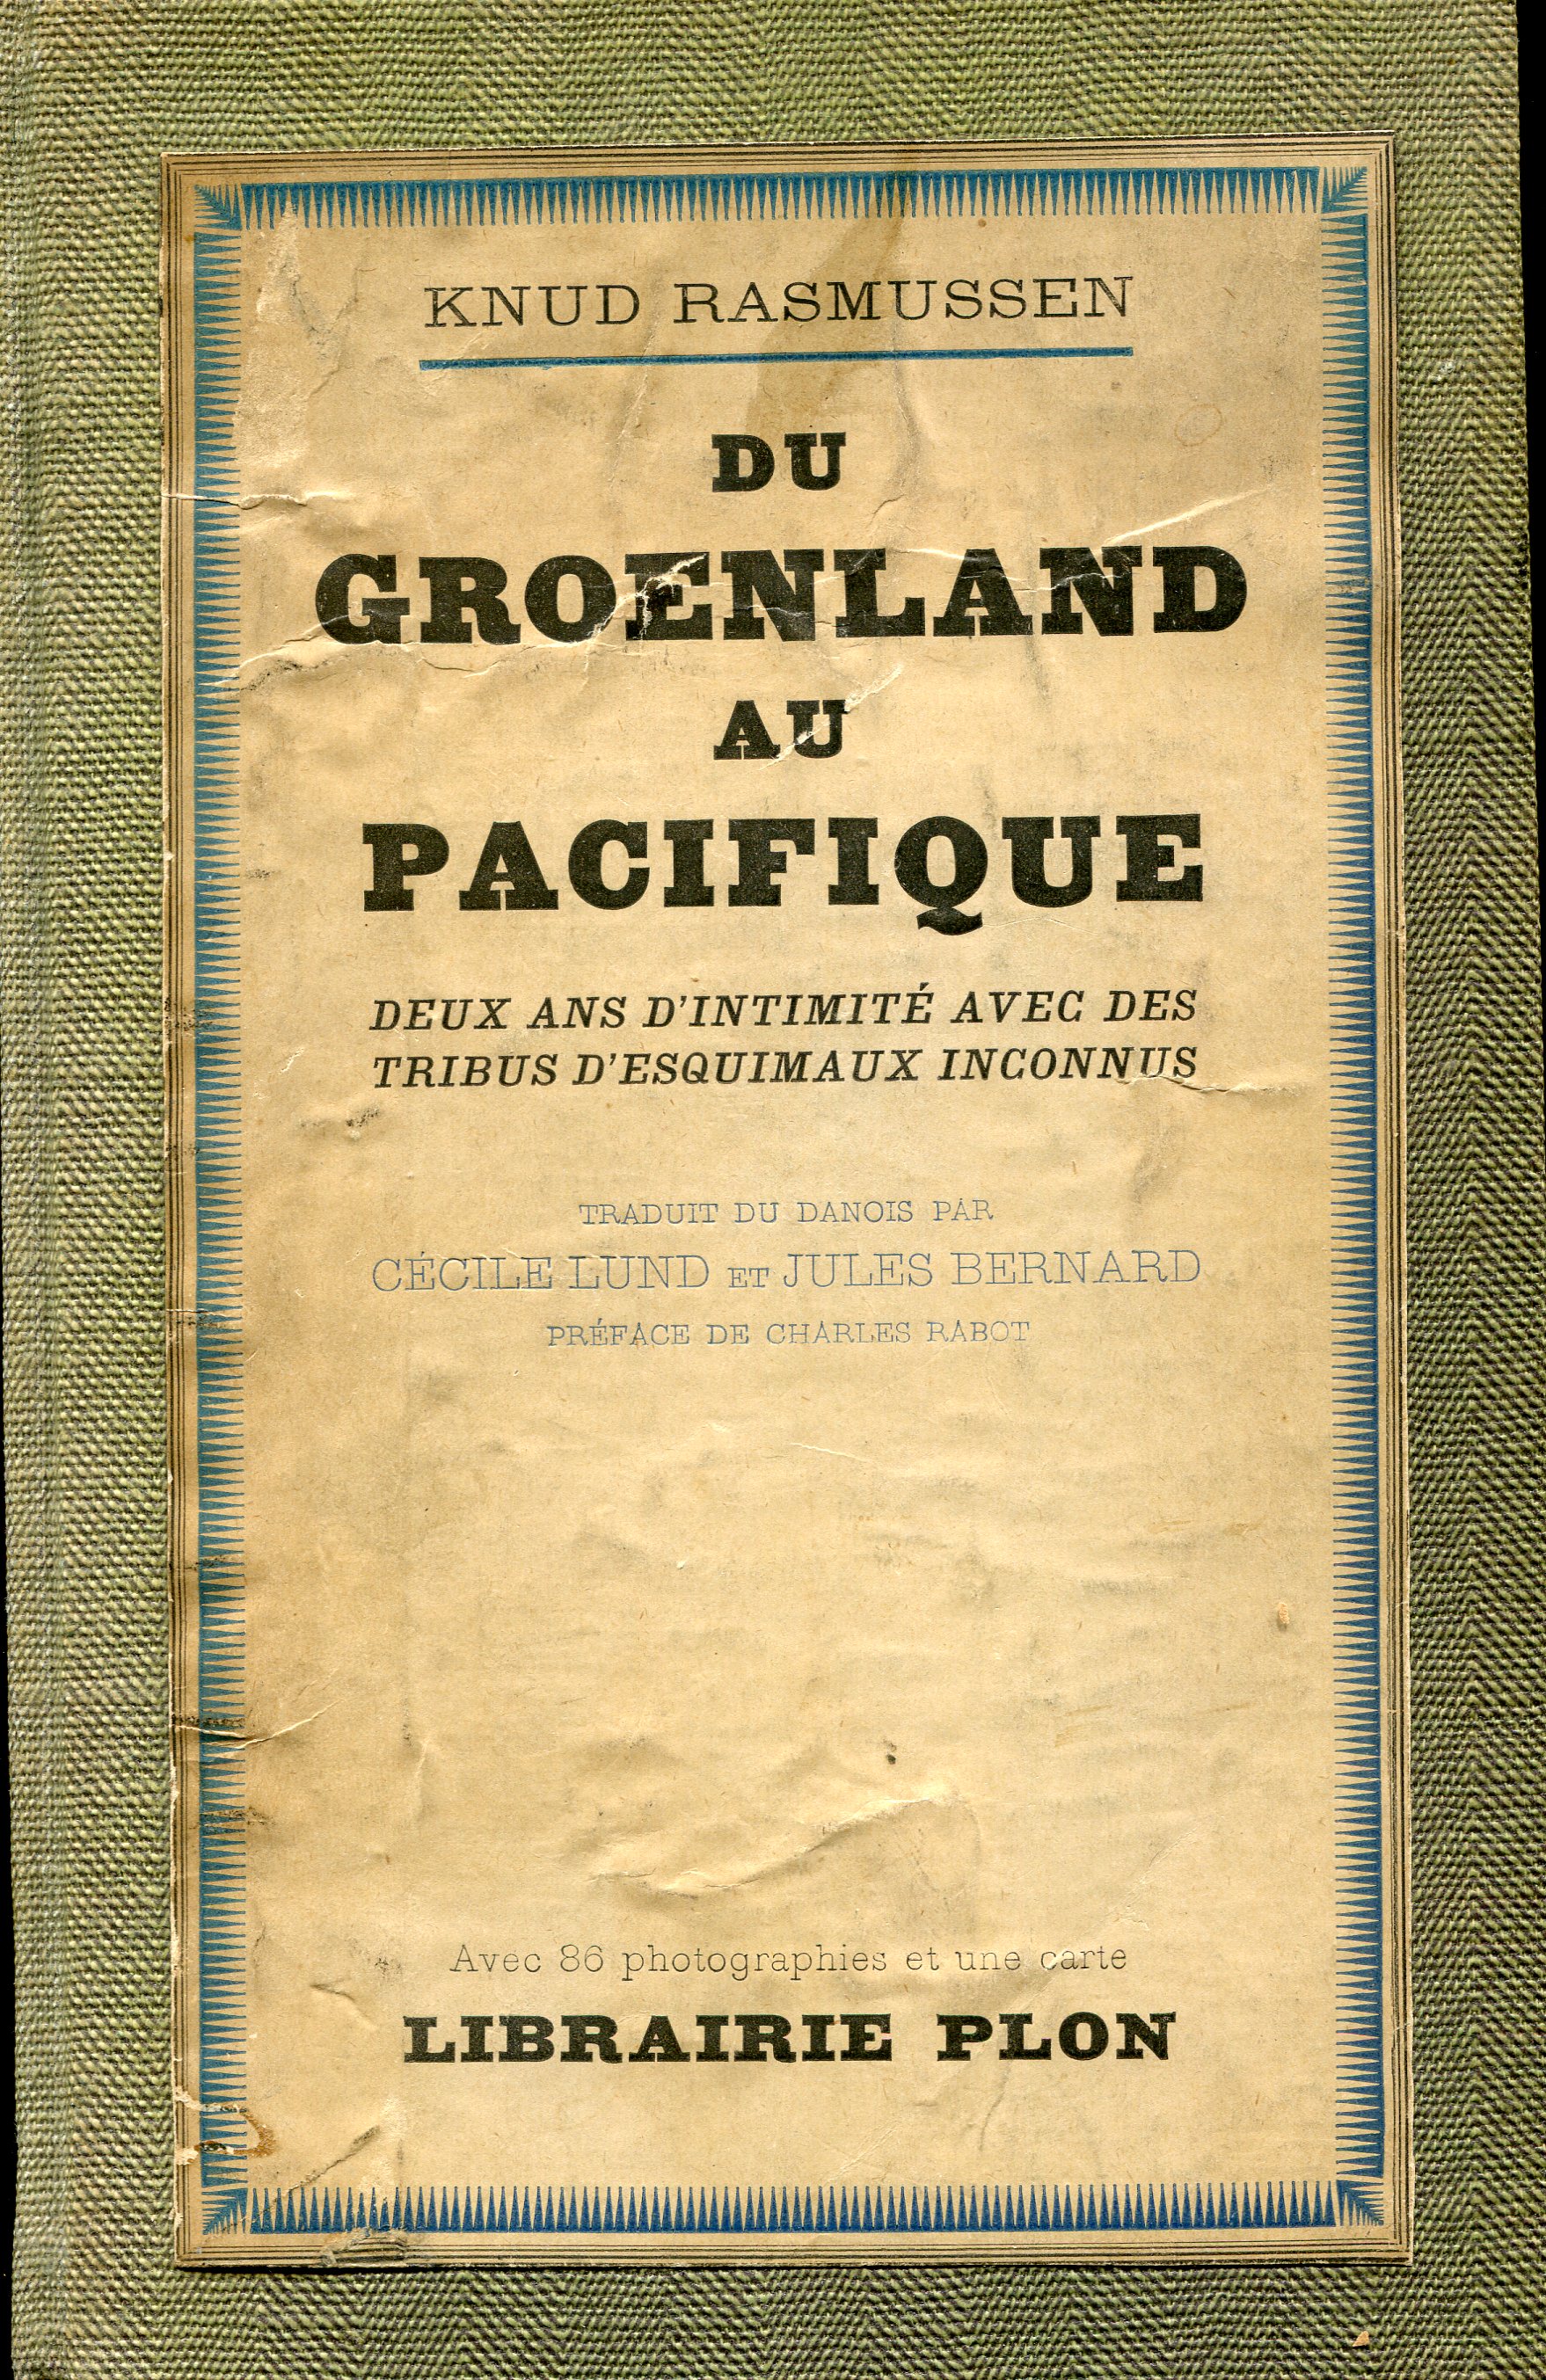 KNUD RASMUSSEN
DU
GROENLAND
AU
PACIFIQUE
DEUX ANS D'INTIMITÉ AVEC DES
TRIBUS D'ESQUIMAUX INCONNUS
TRADUIT DU DANOIS PAR
CÉCILE LUND ET JULES BERNARD
PRÉFACE DE CHARLES RABOT
Avec 86 photographies et une carte
LIBRAIRIE PLON